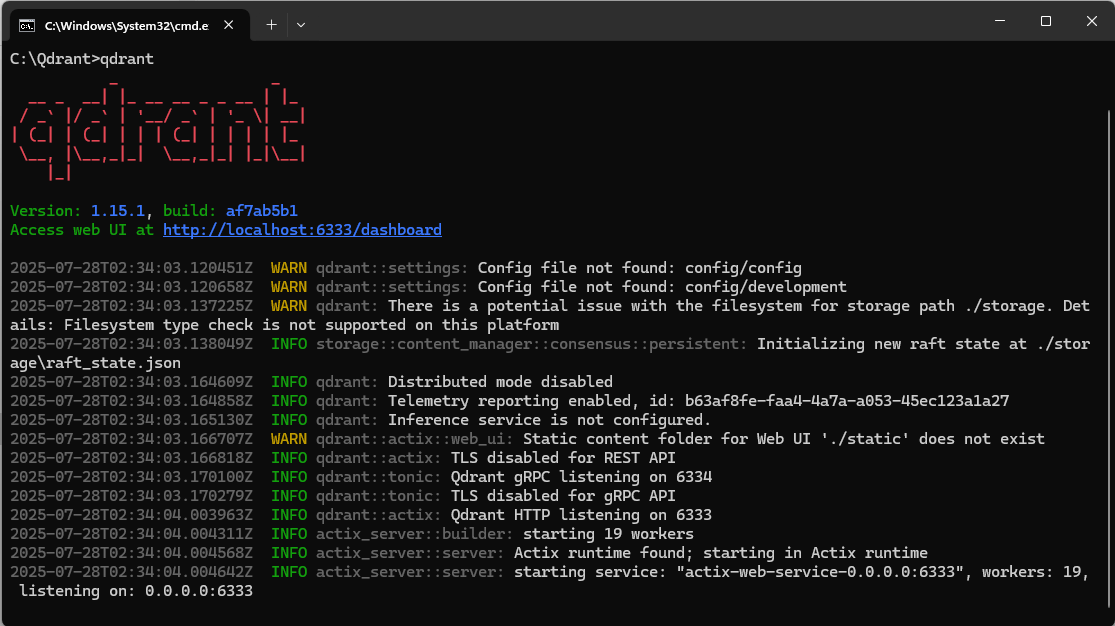 C:\Windows\System32\cmd.e
C:\Qdrant>qdrant
qdrant
Version: 1.15.1, build: af7ab5b1
Access web UI at http://localhost:6333/dashboard
2025-07-28T02:34:03.120451Z  WARN qdrant::settings: Config file not found: config/config
2025-07-28T02:34:03.120658Z  WARN qdrant::settings: Config file not found: config/development
2025-07-28T02:34:03.137225Z  WARN qdrant: There is a potential issue with the filesystem for storage path ./storage. Det
ails: Filesystem type check is not supported on this platform
2025-07-28T02:34:03.138049Z  INFO storage::content_manager::consensus::persistent: Initializing new raft state at ./stor
age\raft_state.json
2025-07-28T02:34:03.164609Z  INFO qdrant: Distributed mode disabled
2025-07-28T02:34:03.164858Z  INFO qdrant: Telemetry reporting enabled, id: b63af8fe-faa4-4a7a-a053-45ec123a1a27
2025-07-28T02:34:03.165130Z  INFO qdrant: Inference service is not configured.
2025-07-28T02:34:03.166707Z  WARN qdrant::actix::web_ui: Static content folder for Web UI './static' does not exist
2025-07-28T02:34:03.166818Z  INFO qdrant::actix: TLS disabled for REST API
2025-07-28T02:34:03.170100Z  INFO qdrant::tonic: Qdrant gRPC listening on 6334
2025-07-28T02:34:03.170279Z  INFO qdrant::tonic: TLS disabled for gRPC API
2025-07-28T02:34:04.003963Z  INFO qdrant::actix: Qdrant HTTP listening on 6333
2025-07-28T02:34:04.004311Z  INFO actix_server::builder: starting 19 workers
2025-07-28T02:34:04.004568Z  INFO actix_server::server: Actix runtime found; starting in Actix runtime
2025-07-28T02:34:04.004642Z  INFO actix_server::server: starting service: "actix-web-service-0.0.0.0:6333", workers: 19,
 listening on: 0.0.0.0:6333